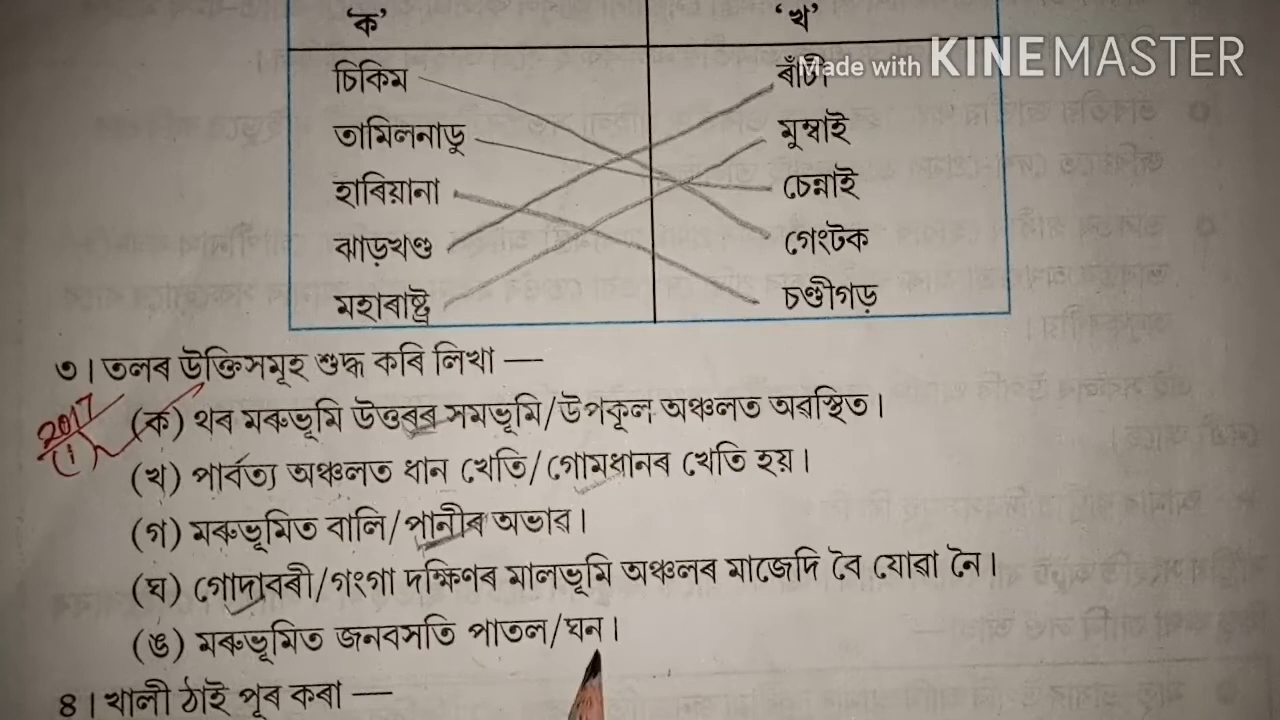 ‘ক’ ‘খ’
Made with KINEMASTER
চিকিম ৰাঁচী
তামিলনাডু মুম্বাই
হাৰিয়ানা চেন্নাই
ঝাড়খণ্ড গেংটক
মহাৰাষ্ট্ৰ চণ্ডীগড়
৩। তলৰ উক্তিসমূহ শুদ্ধ কৰি লিখা —
2017 (ক) থৰ মৰুভূমি উত্তৰৰ সমভূমি/উপকূল অঞ্চলত অৱস্থিত।
(1)
(খ) পাৰ্বত্য অঞ্চলত ধান খেতি/গোমধানৰ খেতি হয়।
(গ) মৰুভূমিত বালি/পানীৰ অভাৱ।
(ঘ) গোদাবৰী/গংগা দক্ষিণৰ মালভূমি অঞ্চলৰ মাজেদি বৈ যোৱা নৈ।
(ঙ) মৰুভূমিত জনবসতি পাতল/ঘন।
৪। খালী ঠাই পূৰ কৰা —